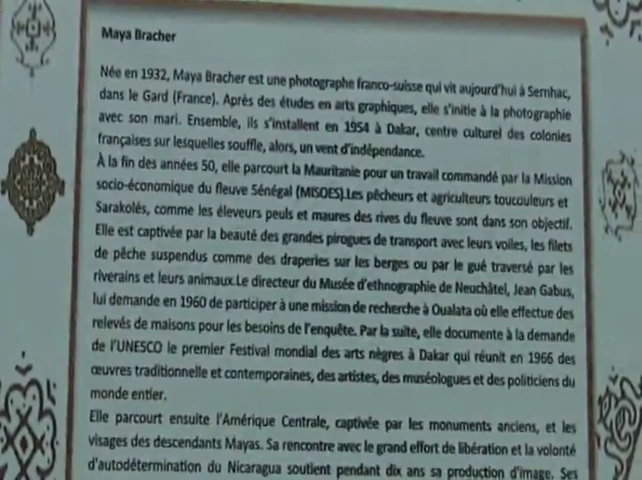 Maya Bracher
Née en 1932, Maya Bracher est une photographe franco-suisse qui vit aujourd'hui à Sernhac,
dans le Gard (France). Après des études en arts graphiques, elle s'initie à la photographie
avec son mari. Ensemble, ils s'installent en 1954 à Dakar, centre culturel des colonies
françaises sur lesquelles souffle, alors, un vent d'indépendance.
À la fin des années 50, elle parcourt la Mauritanie pour un travail commandé par la Mission
socio-économique du fleuve Sénégal (MISOES).Les pêcheurs et agriculteurs toucouleurs et
Sarakolés, comme les éleveurs peuls et maures des rives du fleuve sont dans son objectif.
Elle est captivée par la beauté des grandes pirogues de transport avec leurs voiles, les filets
de pêche suspendus comme des draperies sur les berges ou par le gué traversé par les
riverains et leurs animaux.Le directeur du Musée d'ethnographie de Neuchâtel, Jean Gabus,
lui demande en 1960 de participer à une mission de recherche à Oualata où elle effectue des
relevés de maisons pour les besoins de l'enquête. Par la suite, elle documente à la demande
de l'UNESCO le premier Festival mondial des arts nègres à Dakar qui réunit en 1966 des
œuvres traditionnelle et contemporaines, des artistes, des muséologues et des politiciens du
monde entier.
Elle parcourt ensuite l'Amérique Centrale, captivée par les monuments anciens, et les
visages des descendants Mayas. Sa rencontre avec le grand effort de libération et la volonté
d'autodétermination du Nicaragua soutient pendant dix ans sa production d'image. Ses